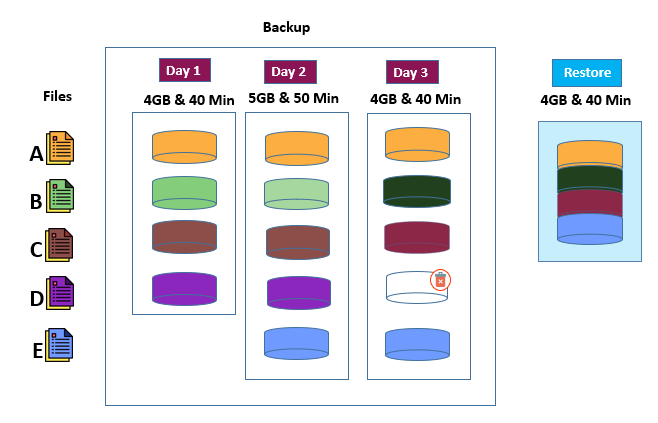 Backup
Day 1
Day 2
Day 3
Restore
Files
4GB & 40 Min
5GB & 50 Min
4GB & 40 Min
4GB & 40 Min
A
B
C
D
E